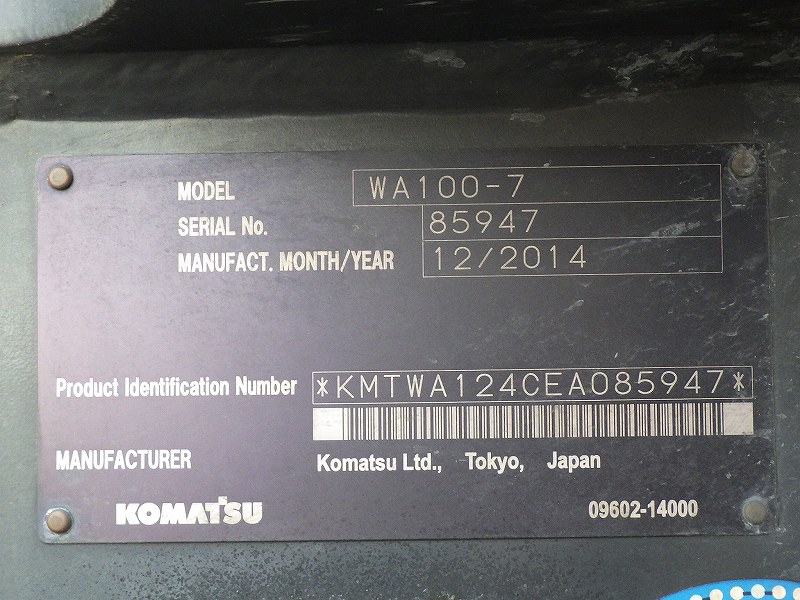 MODEL WA100-7
SERIAL No. 85947
MANUFACT. MONTH/YEAR 12/2014
Product Identification Number *KMTWA124CEA085947*
MANUFACTURER Komatsu Ltd., Tokyo, Japan
KOMATSU 09602-14000